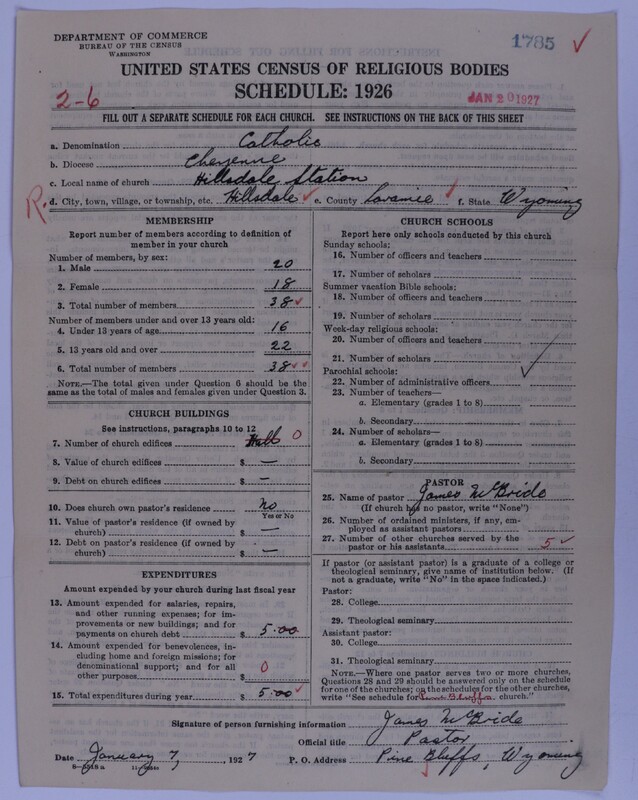 DEPARTMENT OF COMMERCE
BUREAU OF THE CENSUS
WASHINGTON
1785 ✓
UNITED STATES CENSUS OF RELIGIOUS BODIES
SCHEDULE: 1926
2-6
JAN 20 1927
FILL OUT A SEPARATE SCHEDULE FOR EACH CHURCH. SEE INSTRUCTIONS ON THE BACK OF THIS SHEET
a. Denomination Catholic
b. Diocese Cheyenne
c. Local name of church Hillsdale Station
R. d. City, town, village, or township, etc. Hillsdale ✓ e. County Laramie ✓ f. State Wyoming
MEMBERSHIP
Report number of members according to definition of
member in your church
Number of members, by sex:
1. Male 20
2. Female 18
3. Total number of members 38 ✓
Number of members under and over 13 years old:
4. Under 13 years of age 16
5. 13 years old and over 22
6. Total number of members 38 ✓✓
NOTE.—The total given under Question 6 should be the
same as the total of males and females given under Question 3.
CHURCH BUILDINGS
See instructions, paragraphs 10 to 12
7. Number of church edifices Hall 0
8. Value of church edifices $ —
9. Debt on church edifices $ —
10. Does church own pastor's residence No
Yes or No
11. Value of pastor's residence (if owned by
church) $ —
12. Debt on pastor's residence (if owned by
church) $ —
EXPENDITURES
Amount expended by your church during last fiscal year
13. Amount expended for salaries, repairs,
and other running expenses; for im-
provements or new buildings; and for
payments on church debt $ 5.00
14. Amount expended for benevolences, in-
cluding home and foreign missions; for
denominational support; and for all
other purposes $ 0
15. Total expenditures during year $ 5.00 ✓
CHURCH SCHOOLS
Report here only schools conducted by this church
Sunday schools:
16. Number of officers and teachers
17. Number of scholars
Summer vacation Bible schools:
18. Number of officers and teachers
19. Number of scholars
Week-day religious schools:
20. Number of officers and teachers
21. Number of scholars ✓
Parochial schools:
22. Number of administrative officers
23. Number of teachers—
a. Elementary (grades 1 to 8)
b. Secondary
24. Number of scholars—
a. Elementary (grades 1 to 8)
b. Secondary
PASTOR
25. Name of pastor James McBride
(If church has no pastor, write "None")
26. Number of ordained ministers, if any, em-
ployed as assistant pastors
27. Number of other churches served by the
pastor or his assistants 5 ✓
If pastor (or assistant pastor) is a graduate of a college or
theological seminary, give name of institution below. (If
not a graduate, write "No" in the space indicated.)
Pastor:
28. College
29. Theological seminary
Assistant pastor:
30. College
31. Theological seminary
NOTE.—Where one pastor serves two or more churches,
Questions 28 and 29 should be answered only on the schedule
for one of the churches; on the schedules for the other churches,
write "See schedule for Pine Bluffs church."
Signature of person furnishing information James McBride
Official title Pastor
Date January 7, 1927 P. O. Address Pine Bluffs, Wyoming
✓